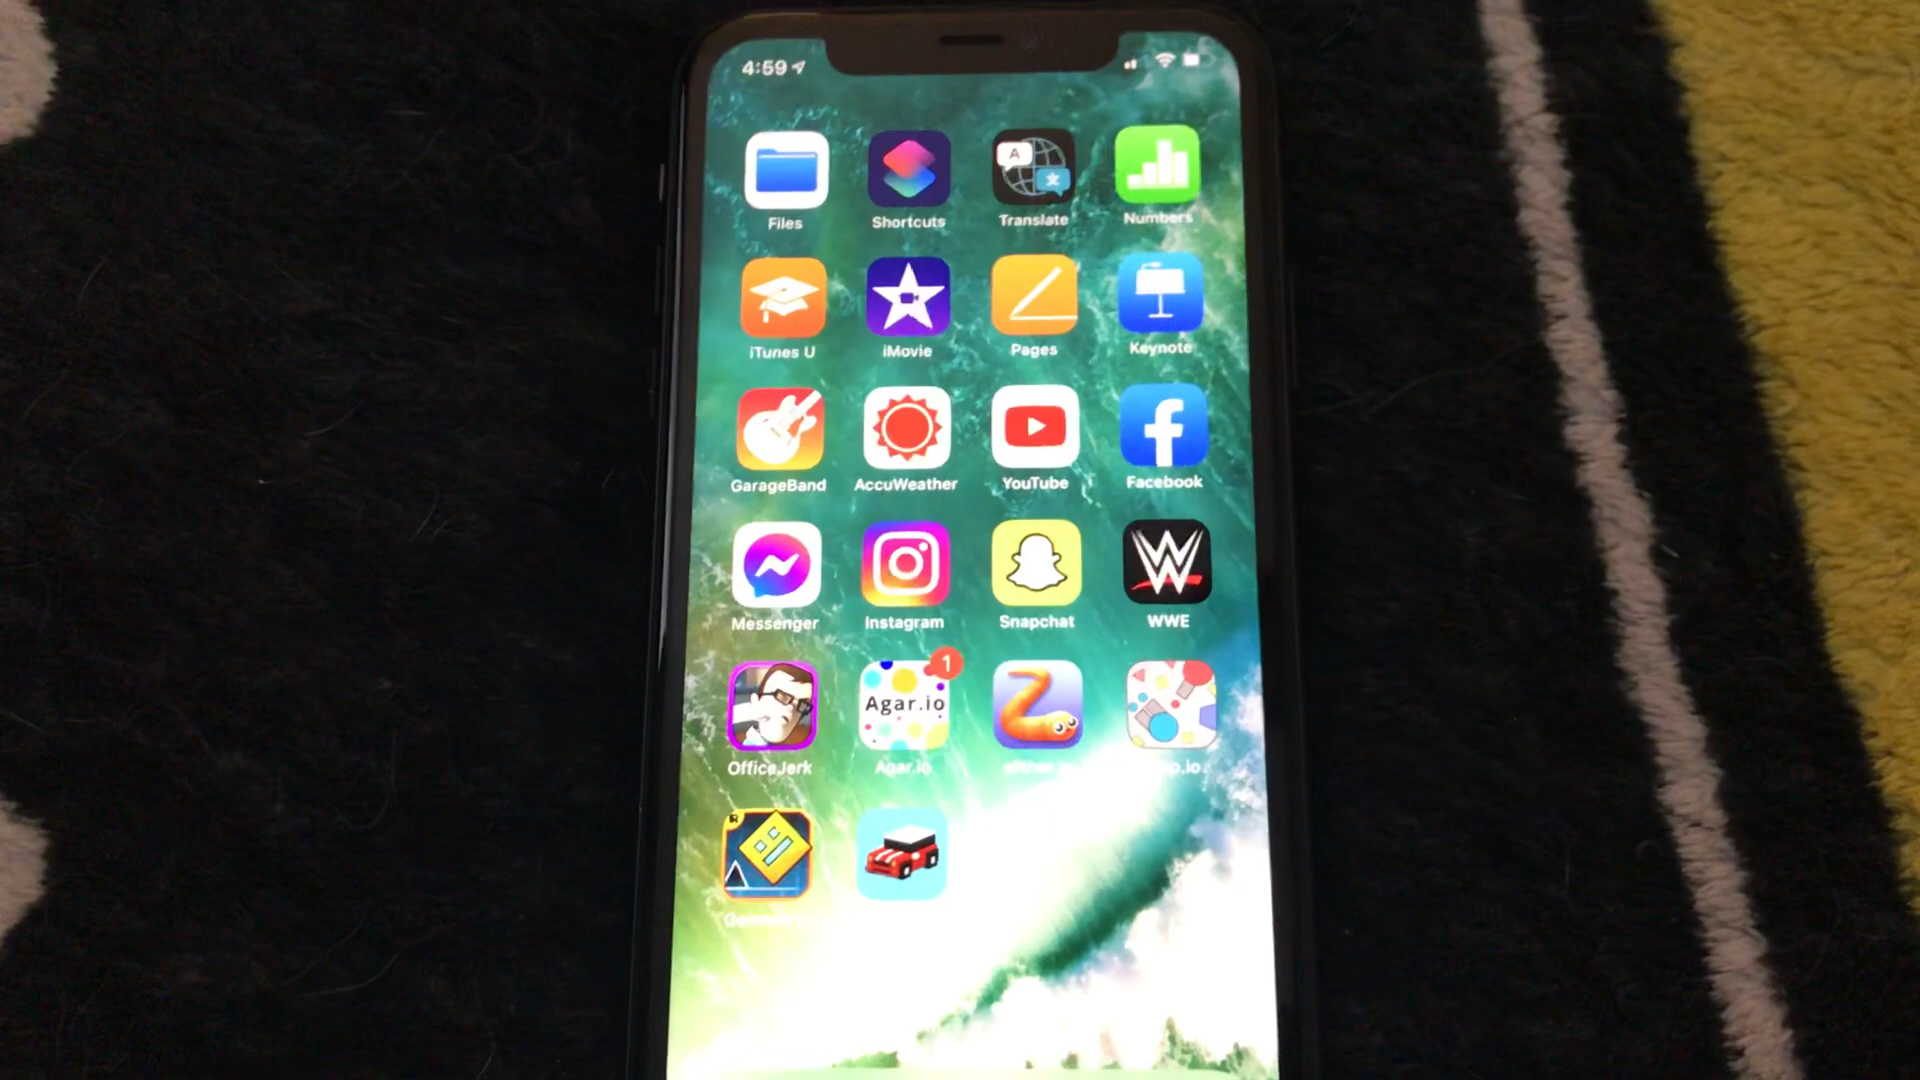 4:59
Files Shortcuts Translate Numbers
iTunes U iMovie Pages Keynote
GarageBand AccuWeather YouTube Facebook
Messenger Instagram Snapchat WWE
1
Agar.io
OfficeJerk Agar.io